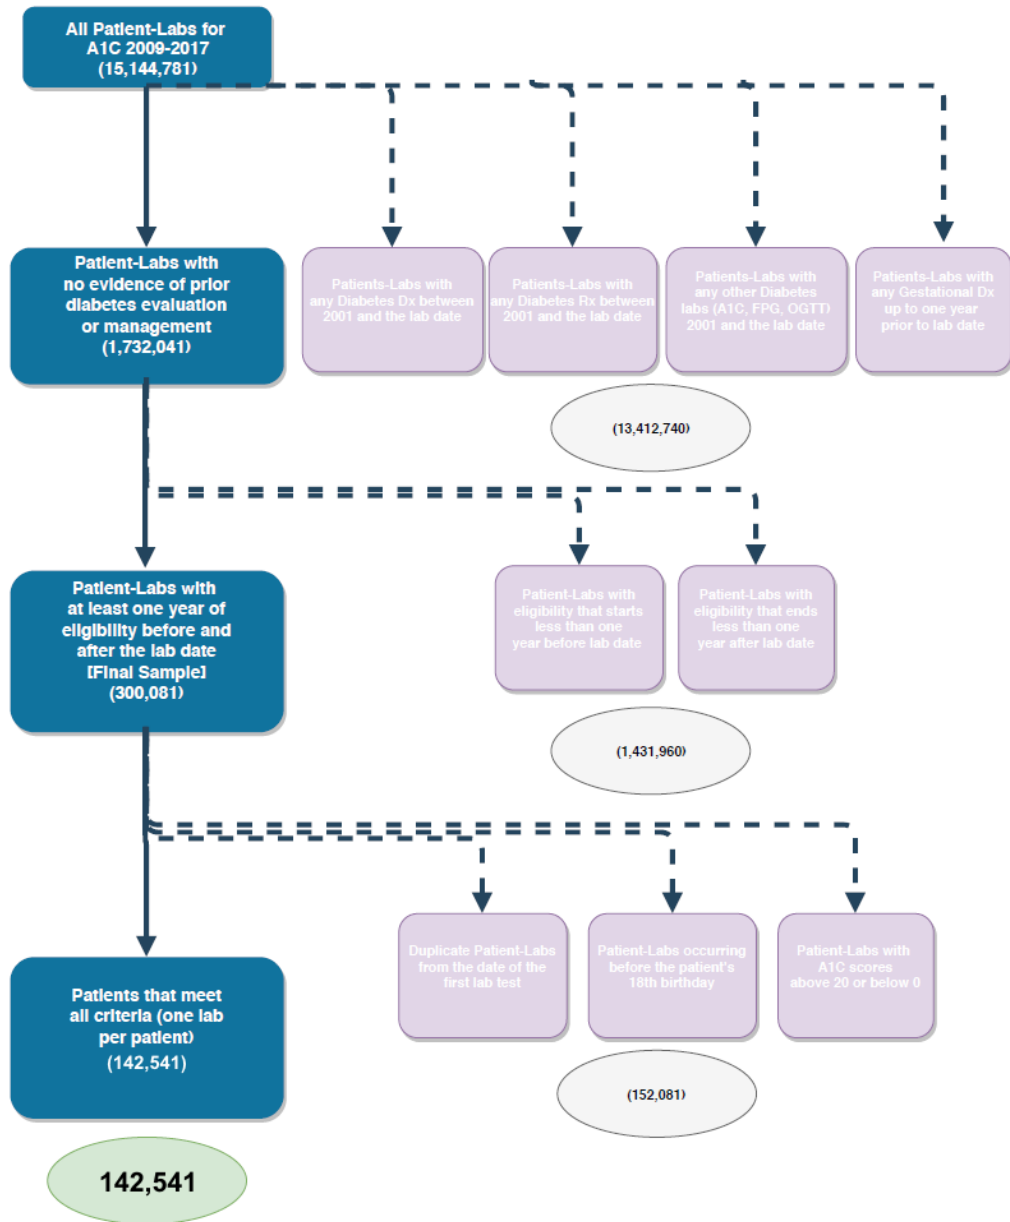 All Patient-Labs for
A1C 2009-2017
(15,144,781)
Patient-Labs with
no evidence of prior
diabetes evaluation
or management
(1,732,041)
Patients-Labs with
any Diabetes Dx between
2001 and the lab date
Patients-Labs with
any Diabetes Rx between
2001 and the lab date
Patients-Labs with
any other Diabetes
labs (A1C, FPG, OGTT)
2001 and the lab date
Patients-Labs with
any Gestational Dx
up to one year
prior to lab date
(13,412,740)
Patient-Labs with
at least one year of
eligibility before and
after the lab date
[Final Sample]
(300,081)
Patient-Labs with
eligibility that starts
less than one
year before lab date
Patient-Labs with
eligibility that ends
less than one
year after lab date
(1,431,960)
Patients that meet
all criteria (one lab
per patient)
(142,541)
Duplicate Patient-Labs
from the date of the
first lab test
Patient-Labs occurring
before the patient's
18th birthday
Patient-Labs with
A1C scores
above 20 or below 0
(152,081)
142,541